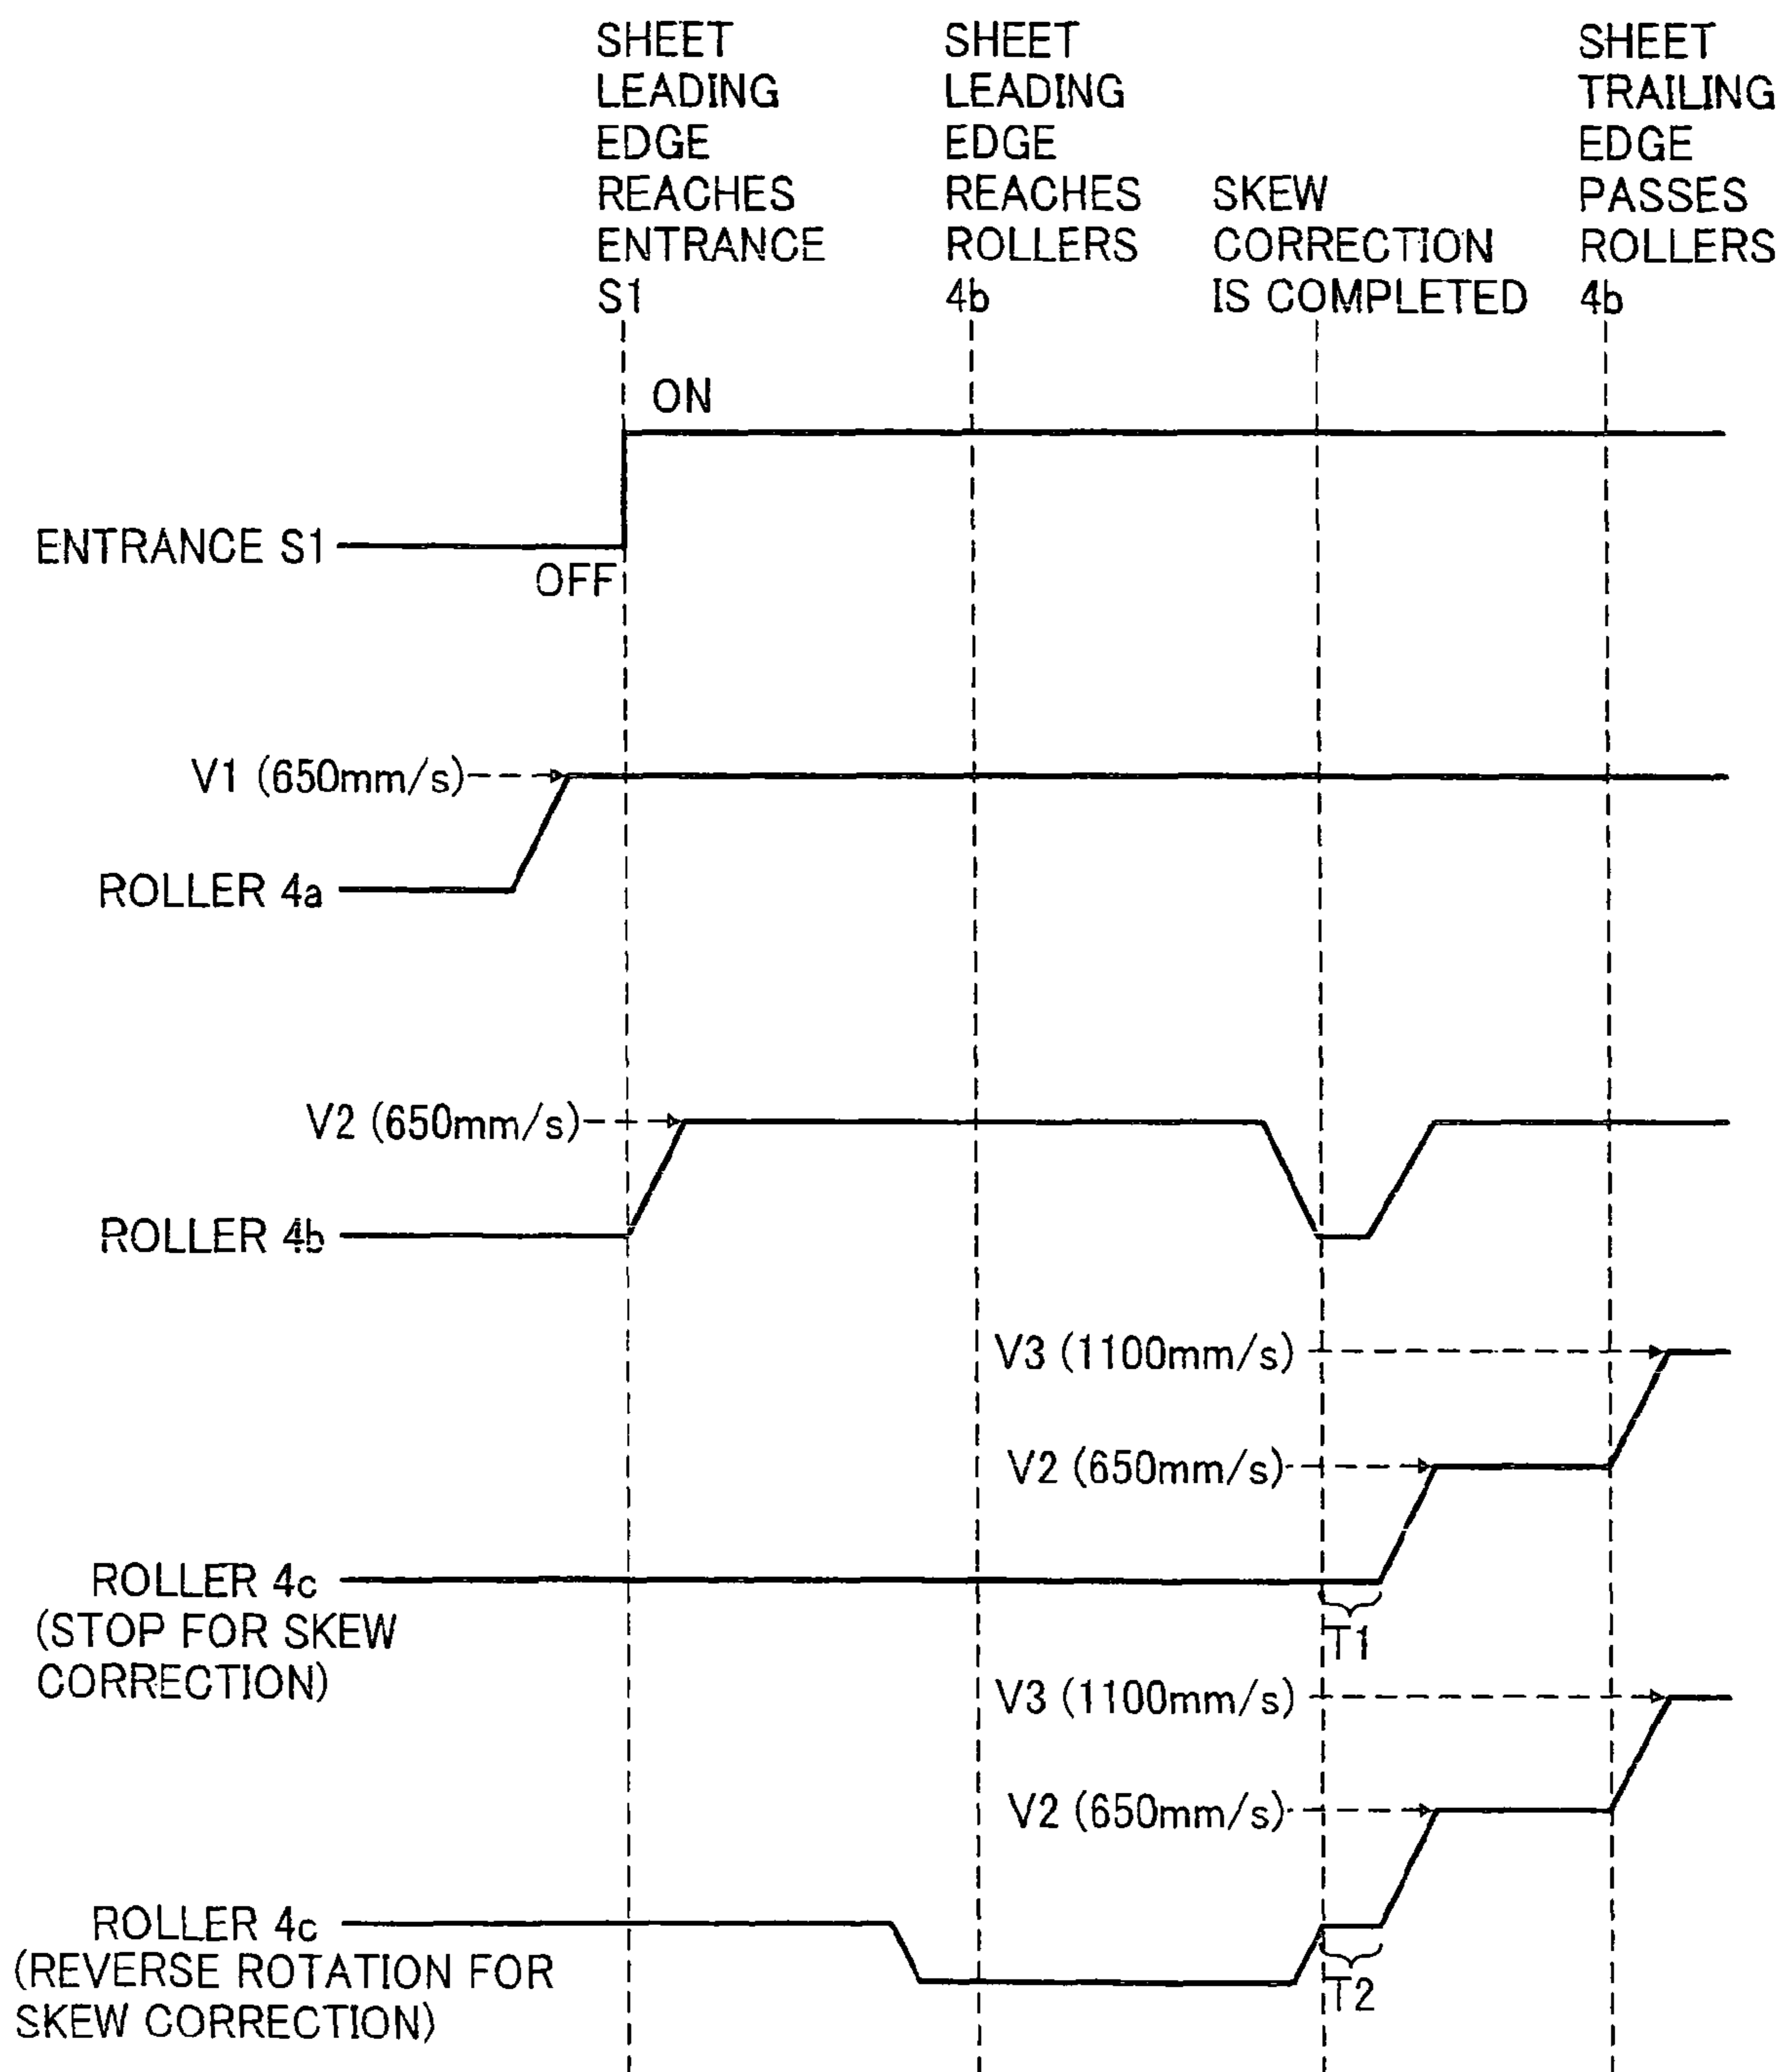 SHEET
LEADING
EDGE
REACHES
ENTRANCE
S1
SHEET
LEADING
EDGE
REACHES
ROLLERS
4b
SKEW
CORRECTION
IS COMPLETED
SHEET
TRAILING
EDGE
PASSES
ROLLERS
4b
ON
ENTRANCE S1
OFF
V1 (650mm/s)
ROLLER 4a
V2 (650mm/s)
ROLLER 4b
V3 (1100mm/s)
V2 (650mm/s)
ROLLER 4c
(STOP FOR SKEW
CORRECTION)
T1
V3 (1100mm/s)
V2 (650mm/s)
ROLLER 4c
(REVERSE ROTATION FOR
SKEW CORRECTION)
T2